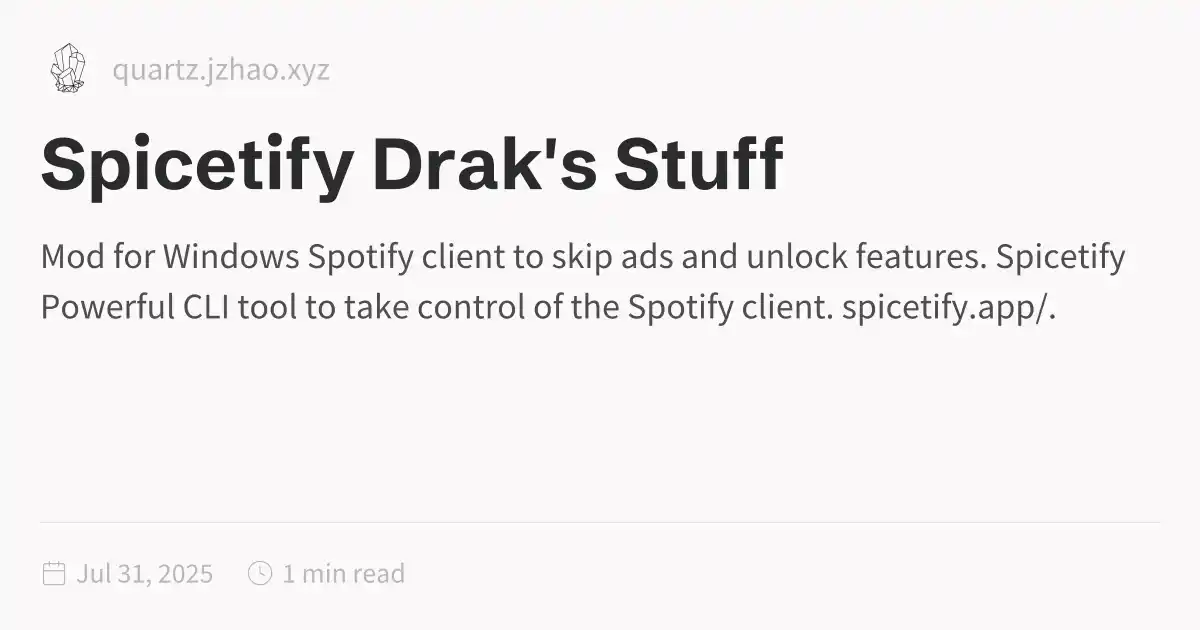 quartz.jzhao.xyz
Spicetify Drak's Stuff
Mod for Windows Spotify client to skip ads and unlock features. Spicetify
Powerful CLI tool to take control of the Spotify client. spicetify.app/.
Jul 31, 2025 1 min read